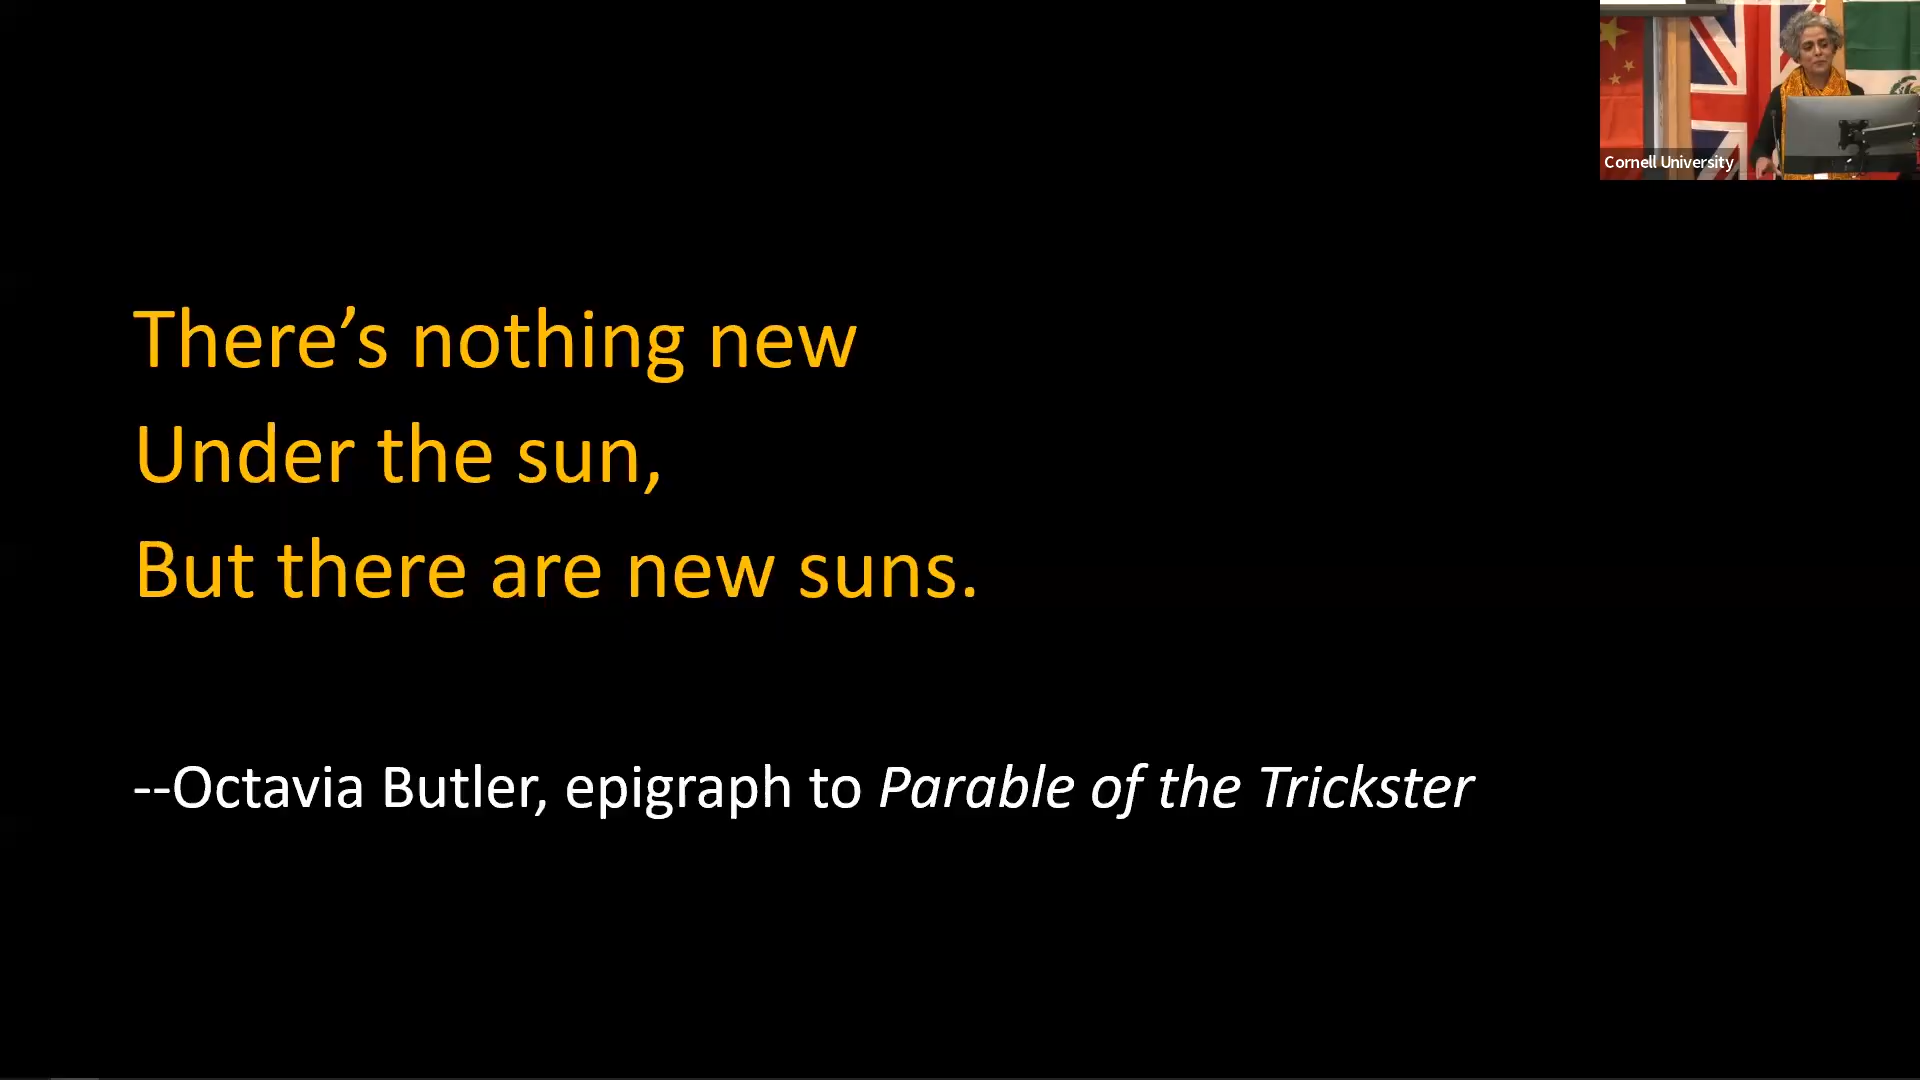 Cornell University
There’s nothing new
Under the sun,
But there are new suns.
--Octavia Butler, epigraph to Parable of the Trickster